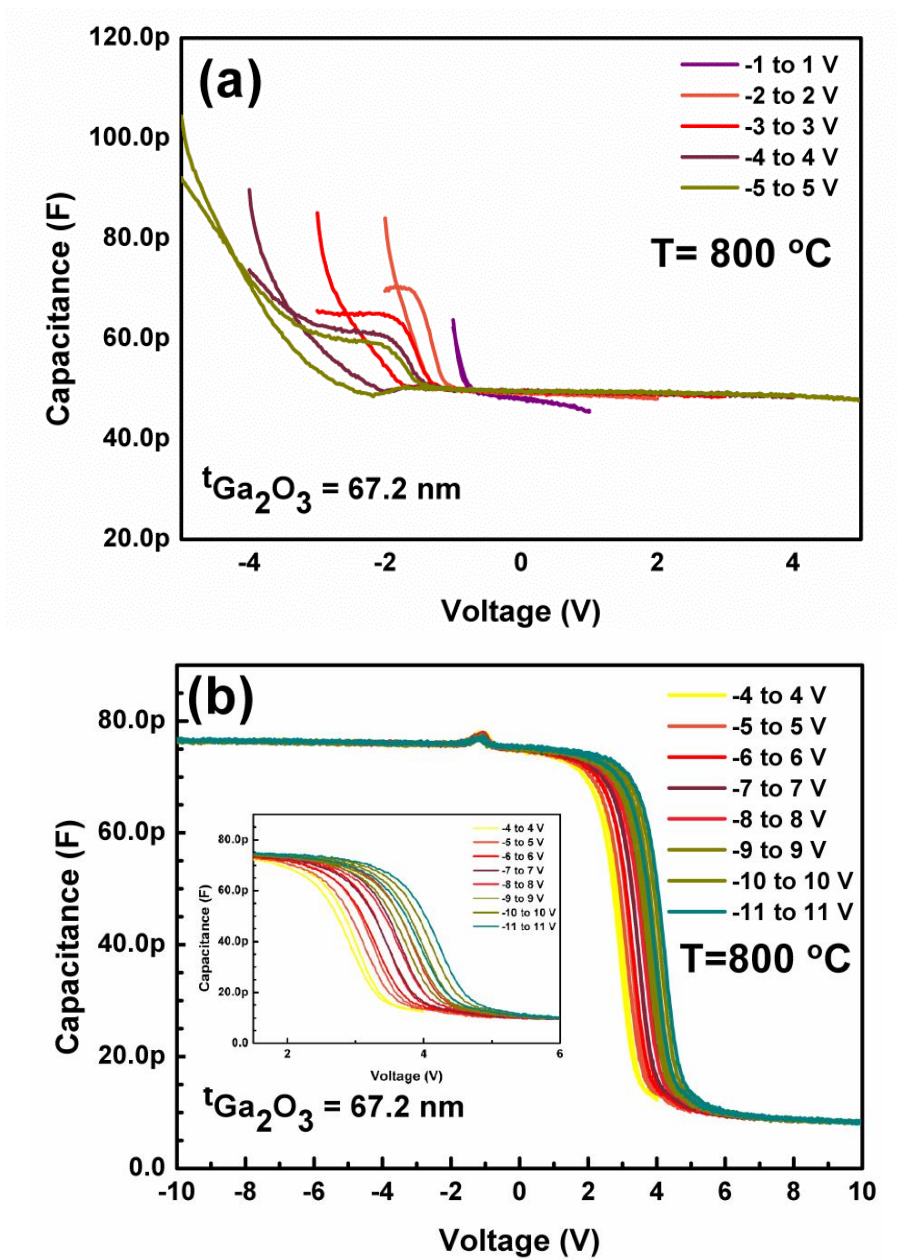 120.0p
100.0p
80.0p
60.0p
40.0p
20.0p
Capacitance (F)
(a)
-1 to 1 V
-2 to 2 V
-3 to 3 V
-4 to 4 V
-5 to 5 V
T= 800 °C
tGa2O3 = 67.2 nm
-4 -2 0 2 4
Voltage (V)
80.0p
60.0p
40.0p
20.0p
0.0
Capacitance (F)
(b)
-4 to 4 V
-5 to 5 V
-6 to 6 V
-7 to 7 V
-8 to 8 V
-9 to 9 V
-10 to 10 V
-11 to 11 V
T=800 °C
80.0p
60.0p
40.0p
20.0p
0.0
Capacitance (F)
-4 to 4 V
-5 to 5 V
-6 to 6 V
-7 to 7 V
-8 to 8 V
-9 to 9 V
-10 to 10 V
-11 to 11 V
2 4 6
Voltage (V)
tGa2O3 = 67.2 nm
-10 -8 -6 -4 -2 0 2 4 6 8 10
Voltage (V)